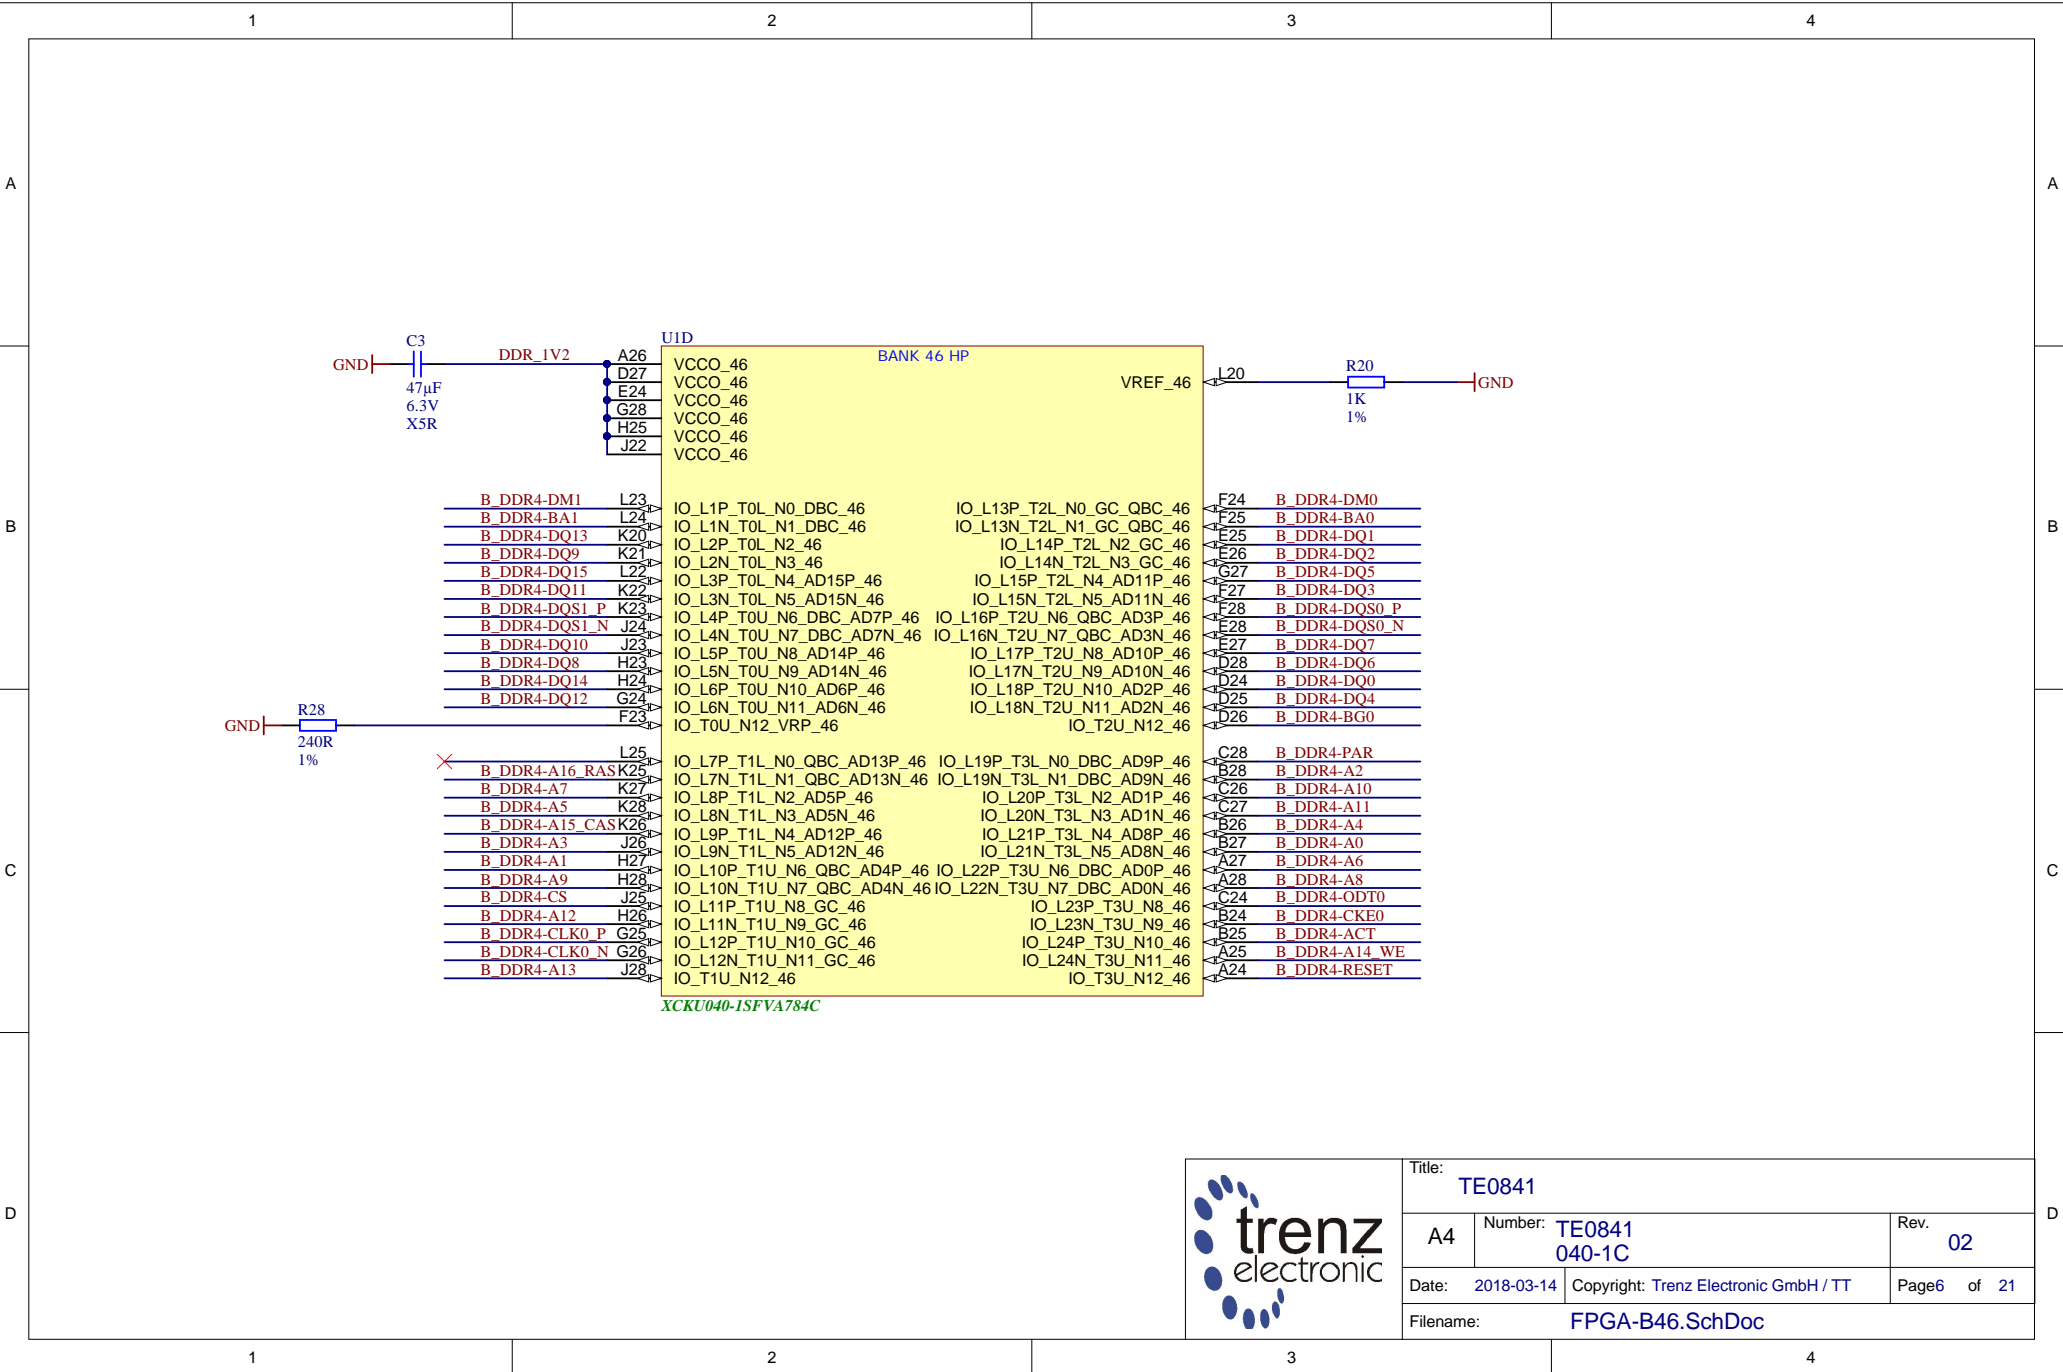 1 2 3 4
A A
B B
C C
D D
U1D
BANK 46 HP
C3
GND
47µF
6.3V
X5R
DDR_1V2
A26 VCCO_46
D27 VCCO_46
E24 VCCO_46
G28 VCCO_46
H25 VCCO_46
J22 VCCO_46
VREF_46 L20
R20
1K
1%
GND
B_DDR4-DM1 L23 IO_L1P_T0L_N0_DBC_46
B_DDR4-BA1 L24 IO_L1N_T0L_N1_DBC_46
B_DDR4-DQ13 K20 IO_L2P_T0L_N2_46
B_DDR4-DQ9 K21 IO_L2N_T0L_N3_46
B_DDR4-DQ15 L22 IO_L3P_T0L_N4_AD15P_46
B_DDR4-DQ11 K22 IO_L3N_T0L_N5_AD15N_46
B_DDR4-DQS1_P K23 IO_L4P_T0U_N6_DBC_AD7P_46
B_DDR4-DQS1_N J24 IO_L4N_T0U_N7_DBC_AD7N_46
B_DDR4-DQ10 J23 IO_L5P_T0U_N8_AD14P_46
B_DDR4-DQ8 H23 IO_L5N_T0U_N9_AD14N_46
B_DDR4-DQ14 H24 IO_L6P_T0U_N10_AD6P_46
B_DDR4-DQ12 G24 IO_L6N_T0U_N11_AD6N_46
F23 IO_T0U_N12_VRP_46
GND
R28
240R
1%
L25 IO_L7P_T1L_N0_QBC_AD13P_46
B_DDR4-A16_RAS K25 IO_L7N_T1L_N1_QBC_AD13N_46
B_DDR4-A7 K27 IO_L8P_T1L_N2_AD5P_46
B_DDR4-A5 K28 IO_L8N_T1L_N3_AD5N_46
B_DDR4-A15_CAS K26 IO_L9P_T1L_N4_AD12P_46
B_DDR4-A3 J26 IO_L9N_T1L_N5_AD12N_46
B_DDR4-A1 H27 IO_L10P_T1U_N6_QBC_AD4P_46
B_DDR4-A9 H28 IO_L10N_T1U_N7_QBC_AD4N_46
B_DDR4-CS J25 IO_L11P_T1U_N8_GC_46
B_DDR4-A12 H26 IO_L11N_T1U_N9_GC_46
B_DDR4-CLK0_P G25 IO_L12P_T1U_N10_GC_46
B_DDR4-CLK0_N G26 IO_L12N_T1U_N11_GC_46
B_DDR4-A13 J28 IO_T1U_N12_46
IO_L13P_T2L_N0_GC_QBC_46 F24 B_DDR4-DM0
IO_L13N_T2L_N1_GC_QBC_46 F25 B_DDR4-BA0
IO_L14P_T2L_N2_GC_46 E25 B_DDR4-DQ1
IO_L14N_T2L_N3_GC_46 E26 B_DDR4-DQ2
IO_L15P_T2L_N4_AD11P_46 G27 B_DDR4-DQ5
IO_L15N_T2L_N5_AD11N_46 F27 B_DDR4-DQ3
IO_L16P_T2U_N6_QBC_AD3P_46 F28 B_DDR4-DQS0_P
IO_L16N_T2U_N7_QBC_AD3N_46 E28 B_DDR4-DQS0_N
IO_L17P_T2U_N8_AD10P_46 E27 B_DDR4-DQ7
IO_L17N_T2U_N9_AD10N_46 D28 B_DDR4-DQ6
IO_L18P_T2U_N10_AD2P_46 D24 B_DDR4-DQ0
IO_L18N_T2U_N11_AD2N_46 D25 B_DDR4-DQ4
IO_T2U_N12_46 D26 B_DDR4-BG0
IO_L19P_T3L_N0_DBC_AD9P_46 C28 B_DDR4-PAR
IO_L19N_T3L_N1_DBC_AD9N_46 B28 B_DDR4-A2
IO_L20P_T3L_N2_AD1P_46 C26 B_DDR4-A10
IO_L20N_T3L_N3_AD1N_46 C27 B_DDR4-A11
IO_L21P_T3L_N4_AD8P_46 B26 B_DDR4-A4
IO_L21N_T3L_N5_AD8N_46 B27 B_DDR4-A0
IO_L22P_T3U_N6_DBC_AD0P_46 A27 B_DDR4-A6
IO_L22N_T3U_N7_DBC_AD0N_46 A28 B_DDR4-A8
IO_L23P_T3U_N8_46 C24 B_DDR4-ODT0
IO_L23N_T3U_N9_46 B24 B_DDR4-CKE0
IO_L24P_T3U_N10_46 B25 B_DDR4-ACT
IO_L24N_T3U_N11_46 A25 B_DDR4-A14_WE
IO_T3U_N12_46 A24 B_DDR4-RESET
XCKU040-1SFVA784C
trenz
electronic
Title:
TE0841
A4 Number: TE0841
040-1C
Rev.
02
Date: 2018-03-14 Copyright: Trenz Electronic GmbH / TT Page6 of 21
Filename: FPGA-B46.SchDoc
1 2 3 4